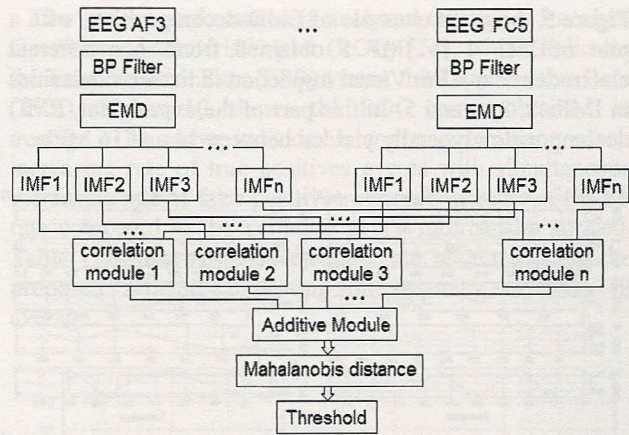 EEG AF3 ... EEG FC5
BP Filter BP Filter
EMD EMD
IMF1 IMF2 IMF3 ... IMFn IMF1 IMF2 IMF3 ... IMFn
... ... ... ...
correlation module 1 correlation module 2 correlation module 3 correlation module n
...
Additive Module
Mahalanobis distance
Threshold